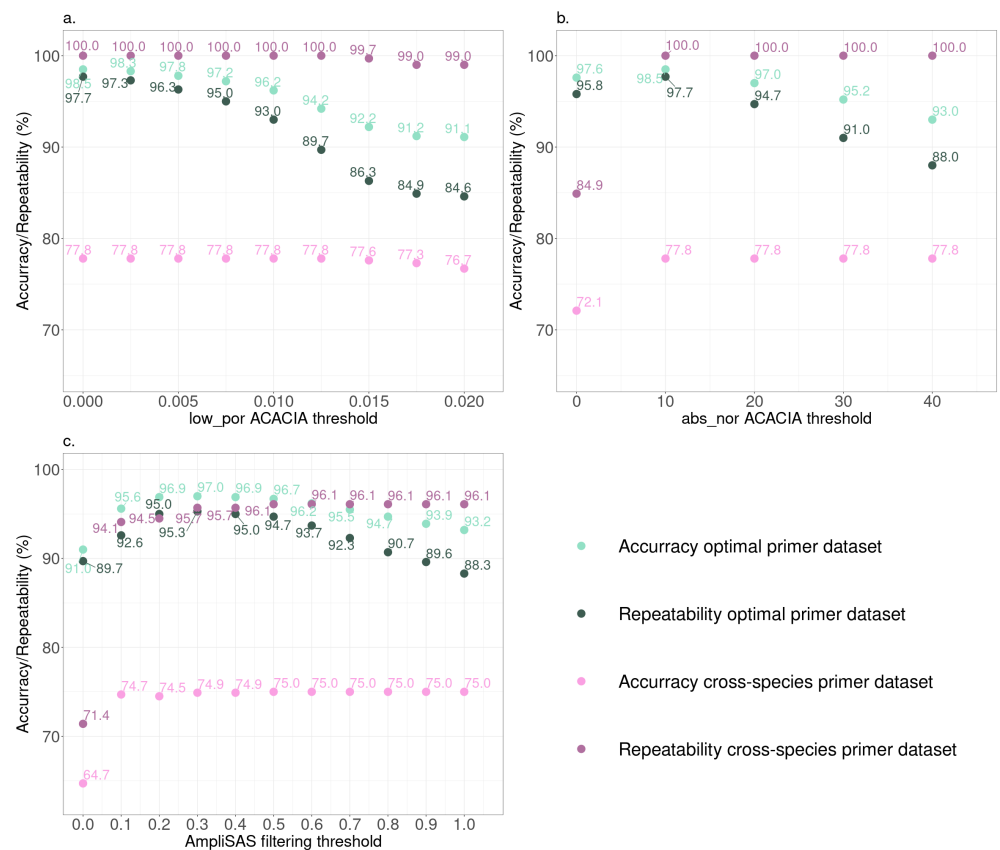 a.
100.0 100.0 100.0 100.0 100.0 100.0 99.7 99.0 99.0
98.5 98.3 97.8 97.2 96.2 94.2 92.2 91.2 91.1
97.7 97.3 96.3 95.0 93.0 89.7 86.3 84.9 84.6
77.8 77.8 77.8 77.8 77.8 77.8 77.6 77.3 76.7
100
90
80
70
Accurracy/Repeatability (%)
0.000 0.005 0.010 0.015 0.020
low_por ACACIA threshold
b.
100.0 100.0 100.0 100.0
97.6 98.5 97.0 95.2 93.0
95.8 97.7 94.7 91.0 88.0
84.9
77.8 77.8 77.8 77.8
72.1
100
90
80
70
Accurracy/Repeatability (%)
0 10 20 30 40
abs_nor ACACIA threshold
c.
91.0 95.6 96.9 97.0 96.9 96.7 96.2 95.5 94.7 93.9 93.2
89.7 92.6 95.0 95.3 95.0 94.7 93.7 92.3 90.7 89.6 88.3
71.4 94.1 94.5 95.7 95.7 96.1 96.1 96.1 96.1 96.1 96.1
64.7 74.7 74.5 74.9 74.9 75.0 75.0 75.0 75.0 75.0 75.0
100
90
80
70
Accurracy/Repeatability (%)
0.0 0.1 0.2 0.3 0.4 0.5 0.6 0.7 0.8 0.9 1.0
AmpliSAS filtering threshold
Accurracy optimal primer dataset
Repeatability optimal primer dataset
Accurracy cross-species primer dataset
Repeatability cross-species primer dataset